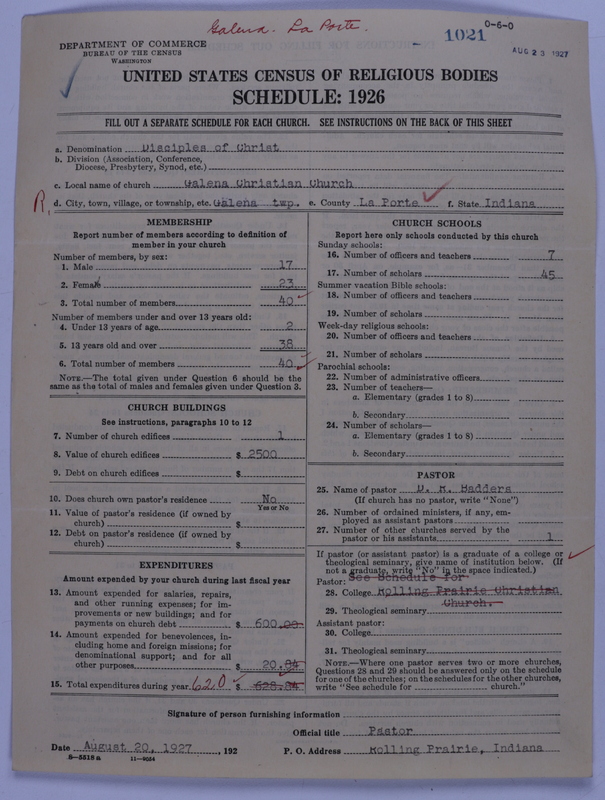 Galena. La Porte.
1021
0-6-0
AUG 23 1927
DEPARTMENT OF COMMERCE
BUREAU OF THE CENSUS
WASHINGTON
UNITED STATES CENSUS OF RELIGIOUS BODIES
SCHEDULE: 1926
FILL OUT A SEPARATE SCHEDULE FOR EACH CHURCH. SEE INSTRUCTIONS ON THE BACK OF THIS SHEET
a. Denomination Disciples of Christ
b. Division (Association, Conference,
Diocese, Presbytery, Synod, etc.)
c. Local name of church Galena Christian Church
R. d. City, town, village, or township, etc. Galena twp. e. County La Porte f. State Indiana
MEMBERSHIP
Report number of members according to definition of
member in your church
Number of members, by sex:
1. Male 17
2. Female 23
3. Total number of members 40
Number of members under and over 13 years old:
4. Under 13 years of age 2
5. 13 years old and over 38
6. Total number of members 40
NOTE.—The total given under Question 6 should be the
same as the total of males and females given under Question 3.
CHURCH BUILDINGS
See instructions, paragraphs 10 to 12
7. Number of church edifices 1
8. Value of church edifices $ 2500
9. Debt on church edifices $
10. Does church own pastor's residence No
Yes or No
11. Value of pastor's residence (if owned by
church) $
12. Debt on pastor's residence (if owned by
church) $
EXPENDITURES
Amount expended by your church during last fiscal year
13. Amount expended for salaries, repairs,
and other running expenses; for im-
provements or new buildings; and for
payments on church debt $ 600.00
14. Amount expended for benevolences, in-
cluding home and foreign missions; for
denominational support; and for all
other purposes $ 20.84
15. Total expenditures during year 620 $ 628.84
CHURCH SCHOOLS
Report here only schools conducted by this church
Sunday schools:
16. Number of officers and teachers 7
17. Number of scholars 45
Summer vacation Bible schools:
18. Number of officers and teachers
19. Number of scholars
Week-day religious schools:
20. Number of officers and teachers
21. Number of scholars
Parochial schools:
22. Number of administrative officers
23. Number of teachers—
a. Elementary (grades 1 to 8)
b. Secondary
24. Number of scholars—
a. Elementary (grades 1 to 8)
b. Secondary
PASTOR
25. Name of pastor D. K. Badders
(If church has no pastor, write "None")
26. Number of ordained ministers, if any, em-
ployed as assistant pastors
27. Number of other churches served by the
pastor or his assistants 1
If pastor (or assistant pastor) is a graduate of a college or
theological seminary, give name of institution below. (If
not a graduate, write "No" in the space indicated.)
Pastor: See Schedule for
28. College Rolling Prairie Christian
Church.
29. Theological seminary
Assistant pastor:
30. College
31. Theological seminary
NOTE.—Where one pastor serves two or more churches,
Questions 28 and 29 should be answered only on the schedule
for one of the churches; on the schedules for the other churches,
write "See schedule for church."
Signature of person furnishing information
Official title Pastor
Date August 20, 1927, 192
P. O. Address Rolling Prairie, Indiana
8-5518 a 11-9054